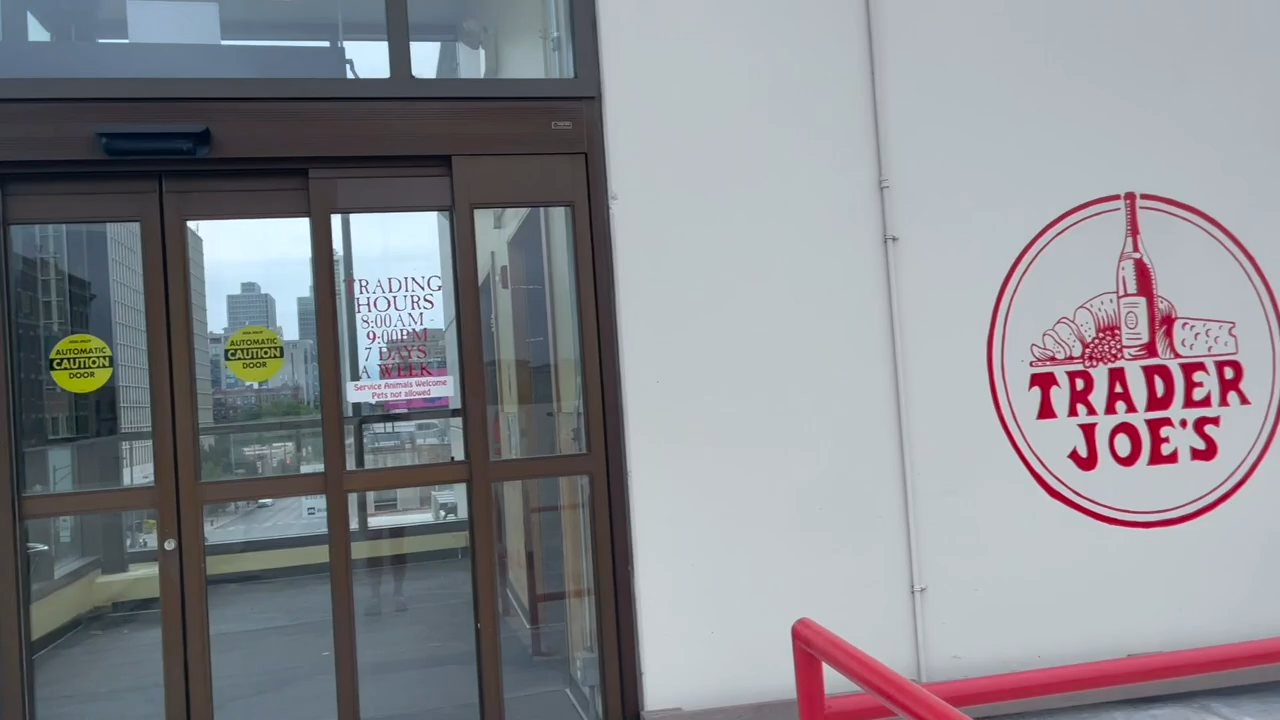 AUTOMATIC
CAUTION
DOOR
AUTOMATIC
CAUTION
DOOR
TRADING
HOURS
8:00AM -
9:00PM
7 DAYS
A WEEK
Service Animals Welcome
Pets not allowed
TRADER
JOE'S